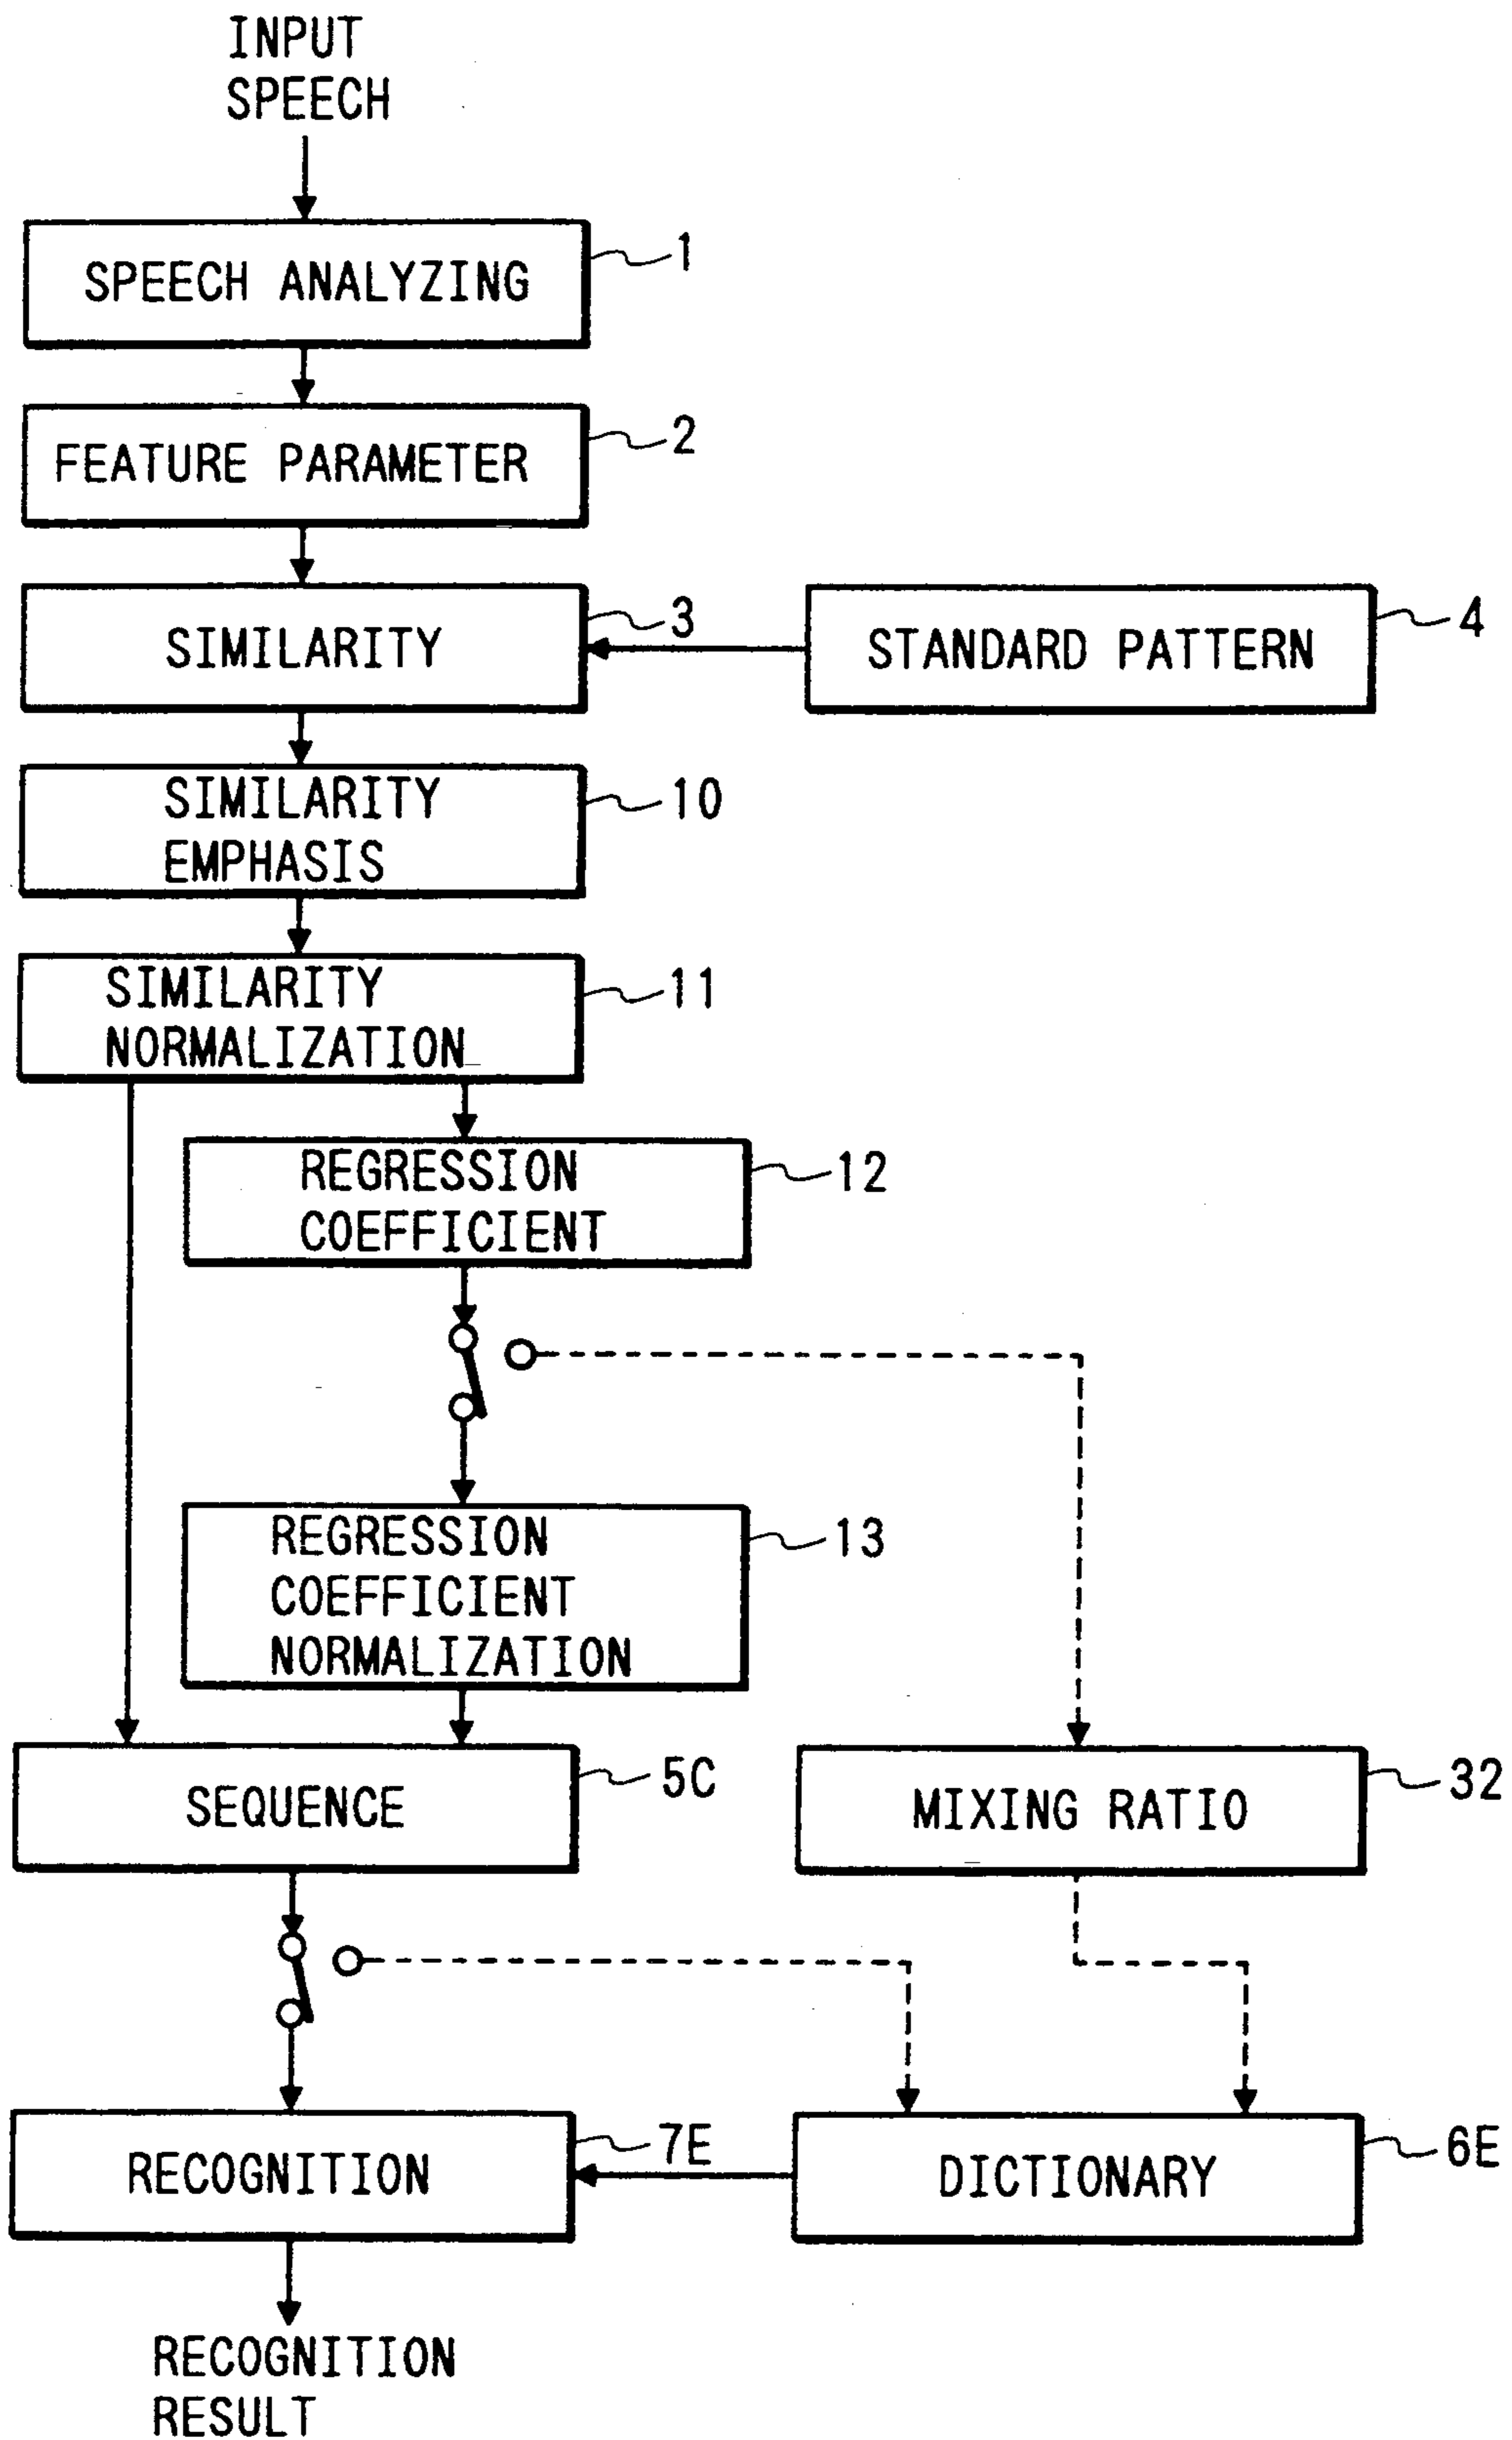 INPUT
SPEECH
SPEECH ANALYZING
1
FEATURE PARAMETER
2
SIMILARITY
3
STANDARD PATTERN
4
SIMILARITY
EMPHASIS
10
SIMILARITY
NORMALIZATION
11
REGRESSION
COEFFICIENT
12
REGRESSION
COEFFICIENT
NORMALIZATION
13
SEQUENCE
5C
MIXING RATIO
32
RECOGNITION
7E
DICTIONARY
6E
RECOGNITION
RESULT